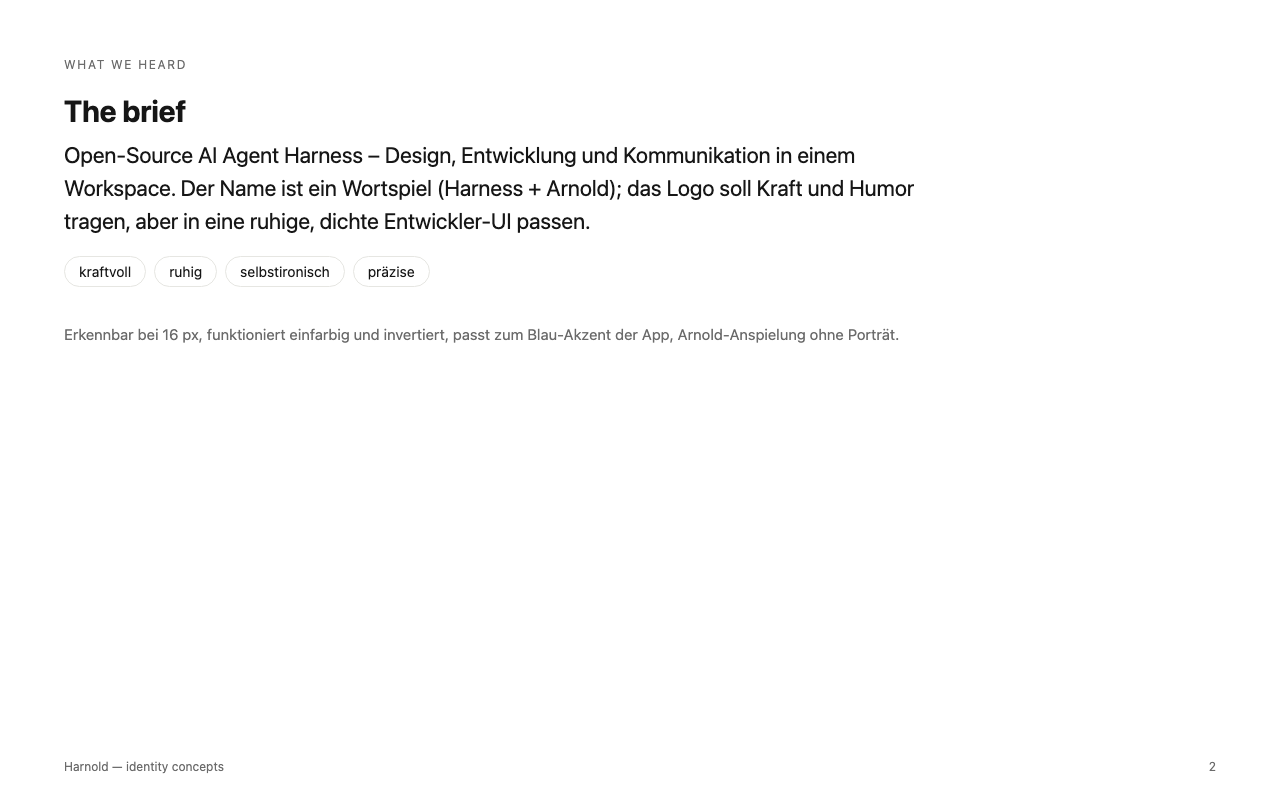 WHAT WE HEARD
The brief
Open-Source AI Agent Harness – Design, Entwicklung und Kommunikation in einem
Workspace. Der Name ist ein Wortspiel (Harness + Arnold); das Logo soll Kraft und Humor
tragen, aber in eine ruhige, dichte Entwickler-UI passen.
kraftvoll ruhig selbstironisch präzise
Erkennbar bei 16 px, funktioniert einfarbig und invertiert, passt zum Blau-Akzent der App, Arnold-Anspielung ohne Porträt.
Harnold — identity concepts 2